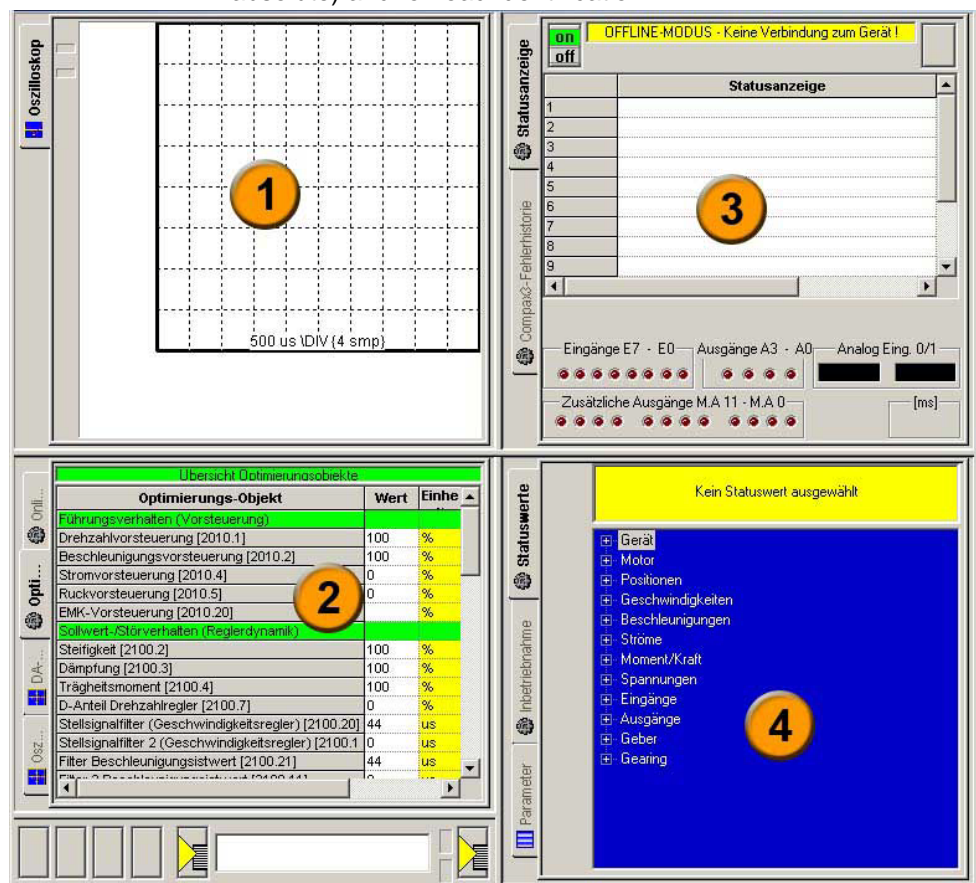 Oszilloskop
1
500 us \DIV {4 smp}
Statusanzeige
Compax3-Fehlerhistorie
on
off
OFFLINE-MODUS - Keine Verbindung zum Gerät !
Statusanzeige
1
2
3
4
5
6
7
8
9
3
Eingänge E7 - E0
Ausgänge A3 - A0
Analog Eing. 0/1
Zusätzliche Ausgänge M.A 11 - M.A 0
[ms]
Onli...
Opti...
DA-...
Osz...
Übersicht Optimierungsobjekte
Optimierungs-Objekt Wert Einhe
Führungsverhalten (Vorsteuerung)
Drehzahlvorsteuerung [2010.1] 100 %
Beschleunigungsvorsteuerung [2010.2] 100 %
Stromvorsteuerung [2010.4] 0 %
Ruckvorsteuerung [2010.5] 0 %
EMK-Vorsteuerung [2010.20] %
2
Sollwert-/Störverhalten (Reglerdynamik)
Steifigkeit [2100.2] 100 %
Dämpfung [2100.3] 100 %
Trägheitsmoment [2100.4] 100 %
D-Anteil Drehzahlregler [2100.7] 0 %
Stellsignalfilter (Geschwindigkeitsregler) [2100.20] 44 us
Stellsignalfilter 2 (Geschwindigkeitsregler) [2100.1 0 us
Filter Beschleunigungsistwert [2100.21] 44 us
Statuswerte
Inbetriebnahme
Parameter
Kein Statuswert ausgewählt
Gerät
Motor
Positionen
Geschwindigkeiten
Beschleunigungen
Ströme
Moment/Kraft
Spannungen
Eingänge
Ausgänge
Geber
Gearing
4